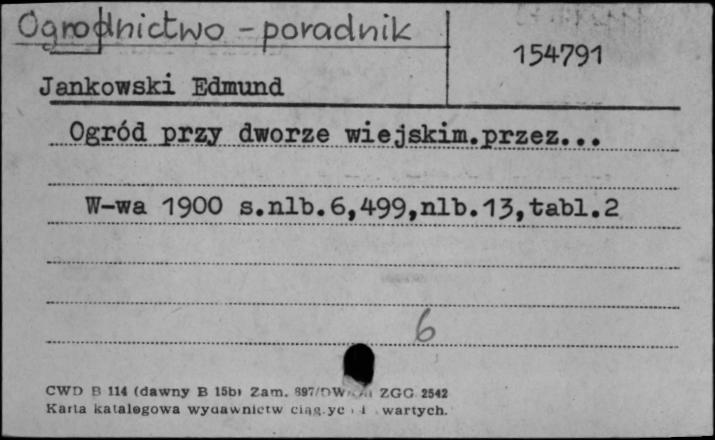 Ogrodnictwo - poradnik
154791
Jankowski Edmund
Ogród przy dworze wiejskim.przez...
W-wa 1900 s.nlb.6,499,nlb.13,tabl.2
6
CWD B 114 (dawny B 15b) Zam. 897/DW ZGG 2542
Karta katalogowa wydawnictw wartych.